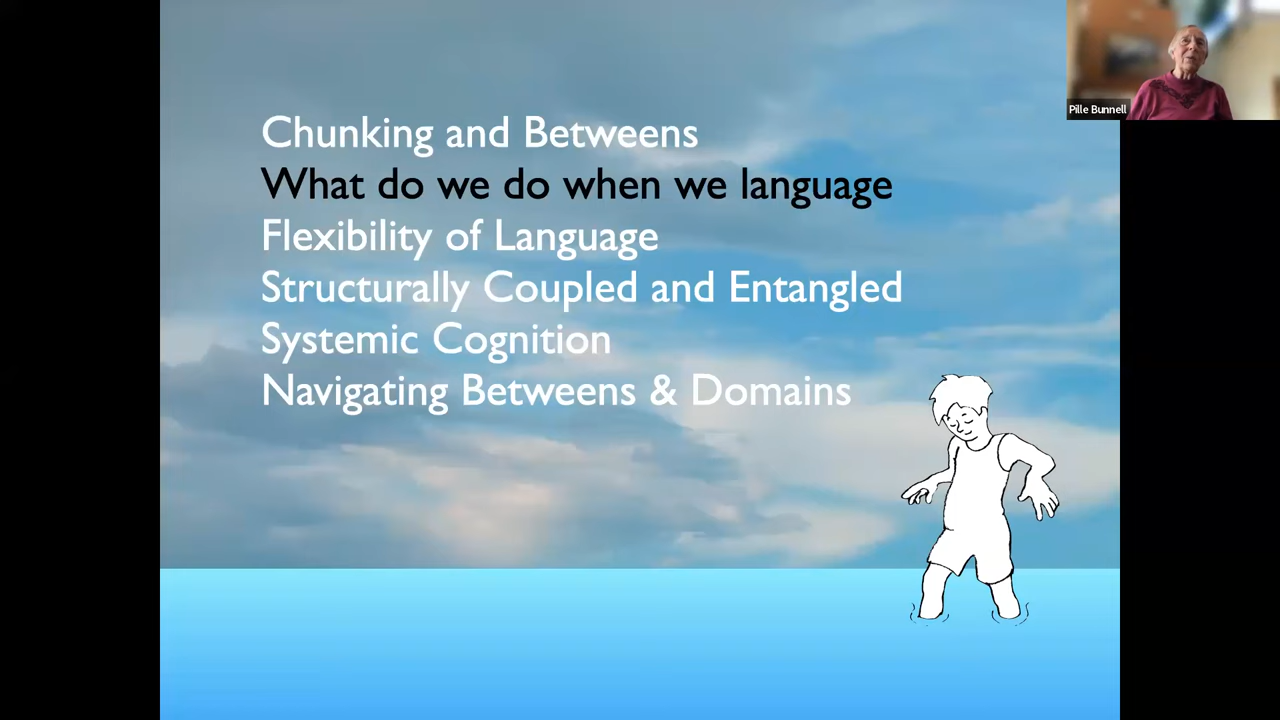 Chunking and Betweens
What do we do when we language
Flexibility of Language
Structurally Coupled and Entangled
Systemic Cognition
Navigating Betweens & Domains
Pille Bunnell